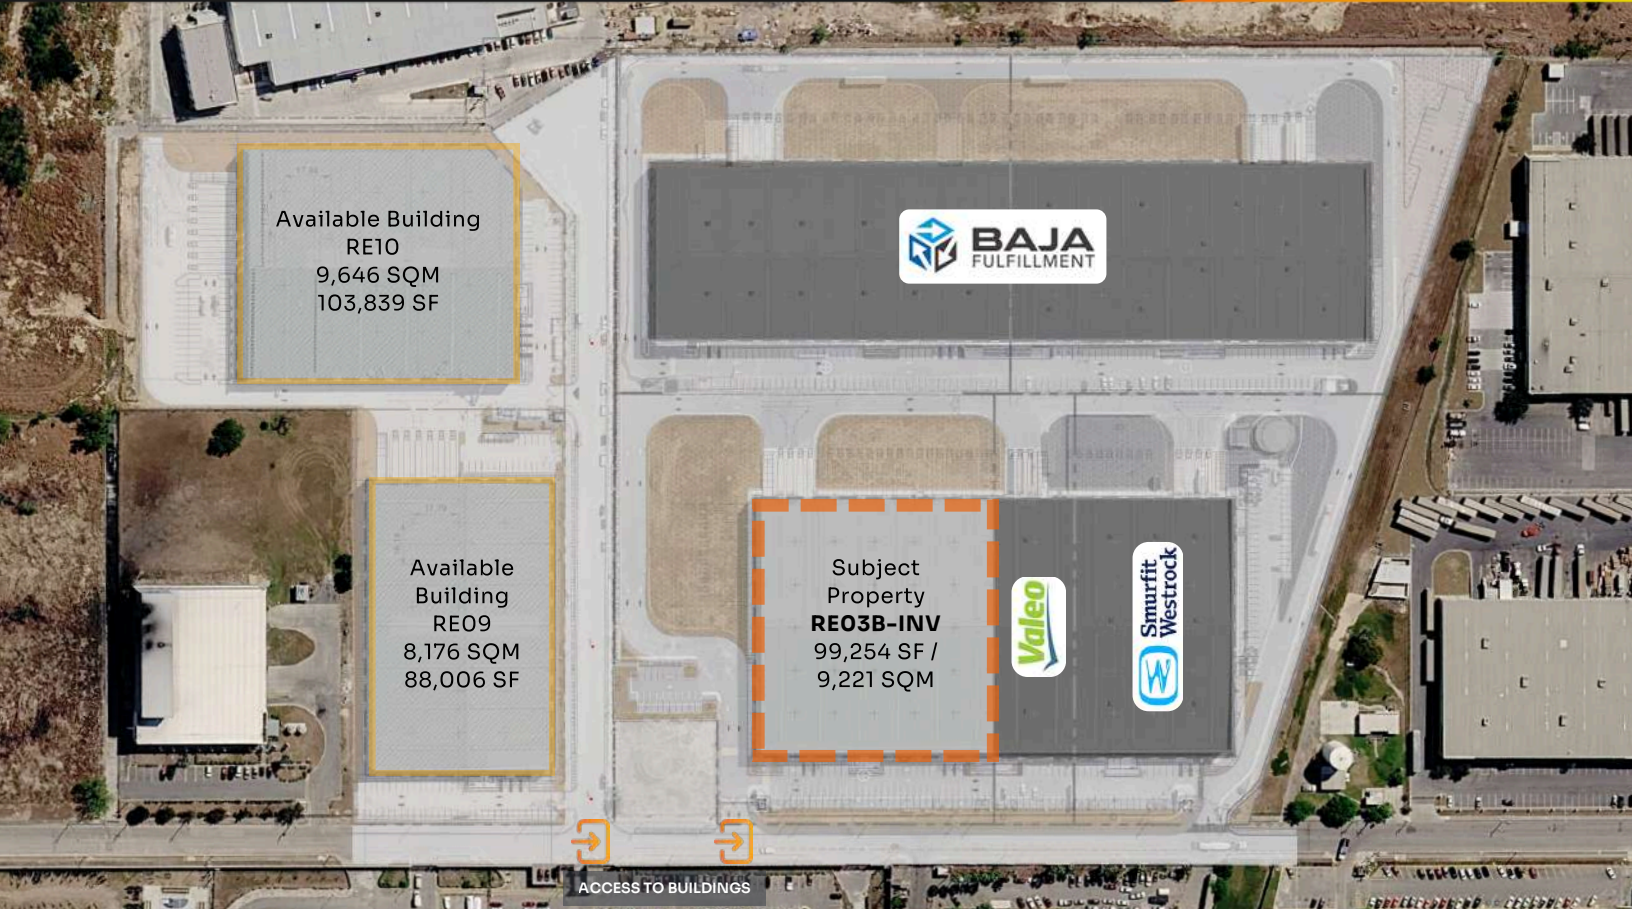 Available Building
RE10
9,646 SQM
103,839 SF
BAJA
FULFILLMENT
Available
Building
RE09
8,176 SQM
88,006 SF
Subject
Property
RE03B-INV
99,254 SF /
9,221 SQM
Valeo
Smurfit
Westrock
ACCESS TO BUILDINGS